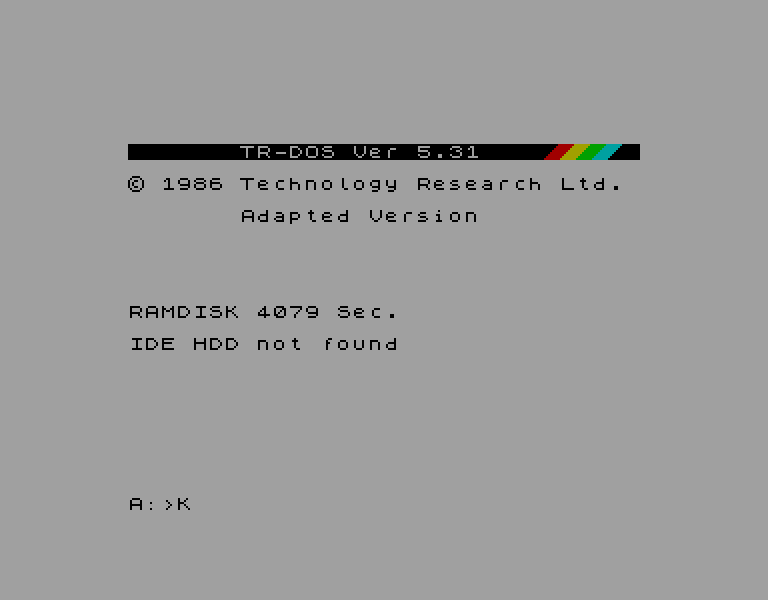 TR-DOS Ver 5.31
© 1986 Technology Research Ltd.
Adapted Version
RAMDISK 4079 Sec.
IDE HDD not found
A:>K